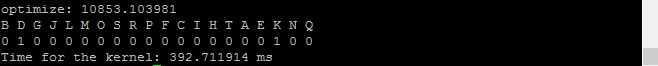 optimize: 10853.103981
B D G J L M O S R P F C I H T A E K N Q
0 1 0 0 0 0 0 0 0 0 0 0 0 0 0 0 0 1 0 0
Time for the kernel: 392.711914 ms